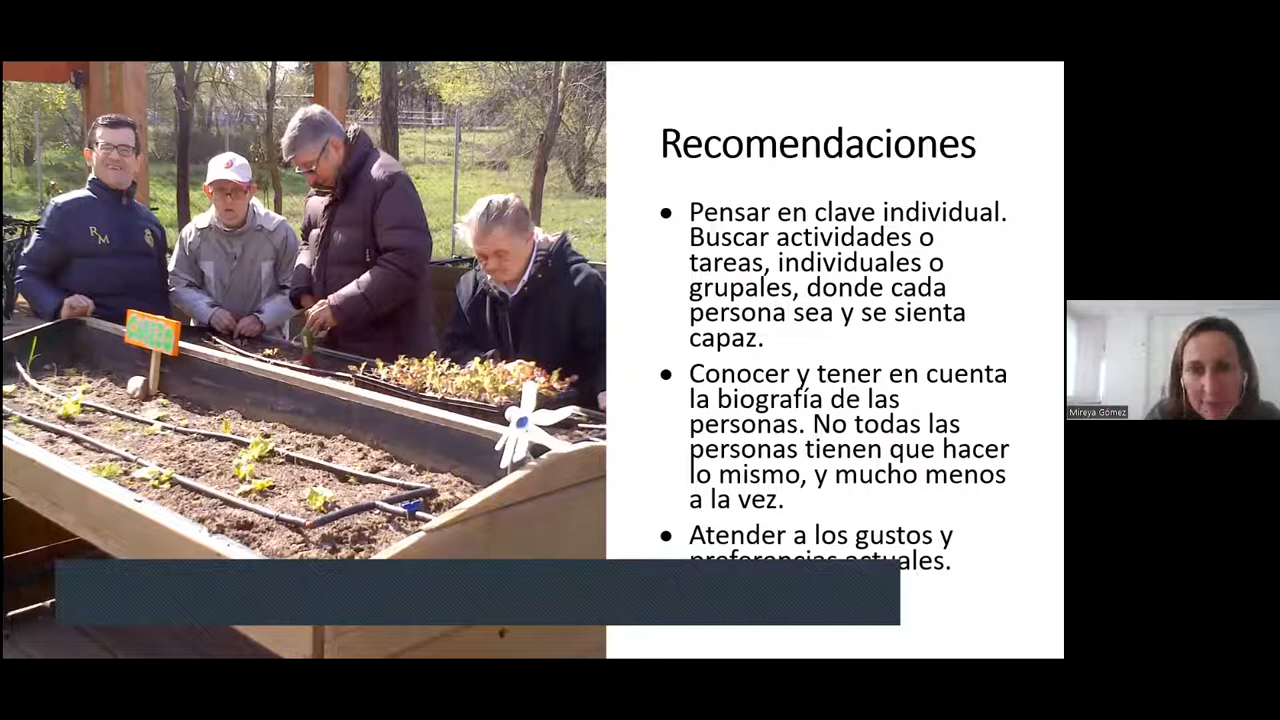 Recomendaciones
• Pensar en clave individual.
Buscar actividades o
tareas, individuales o
grupales, donde cada
persona sea y se sienta
capaz.
• Conocer y tener en cuenta
la biografía de las
personas. No todas las
personas tienen que hacer
lo mismo, y mucho menos
a la vez.
• Atender a los gustos y
preferencias actuales.
R M
Mireya Gómez